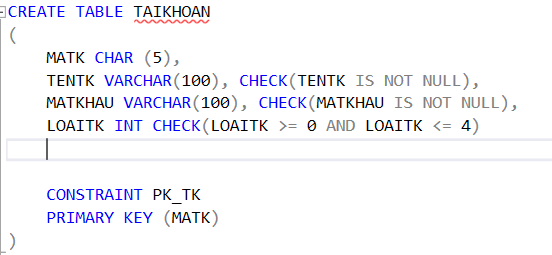 CREATE TABLE TAIKHOAN
(
MATK CHAR (5),
TENTK VARCHAR(100), CHECK(TENTK IS NOT NULL),
MATKHAU VARCHAR(100), CHECK(MATKHAU IS NOT NULL),
LOAITK INT CHECK(LOAITK >= 0 AND LOAITK <= 4)
CONSTRAINT PK_TK
PRIMARY KEY (MATK)
)